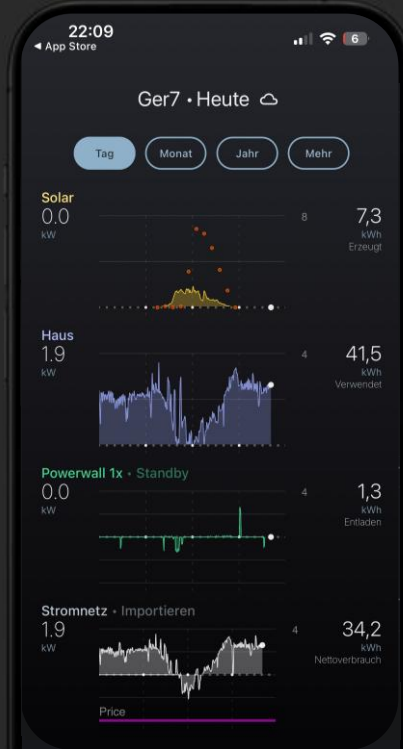 22:09
6
◀ App Store
Ger7 • Heute
Tag
Monat
Jahr
Mehr
Solar
0.0
kW
8
7,3
kWh
Erzeugt
Haus
1.9
kW
4
41,5
kWh
Verwendet
Powerwall 1x • Standby
0.0
kW
4
1,3
kWh
Entladen
Stromnetz • Importieren
1.9
kW
4
34,2
kWh
Nettoverbrauch
Price